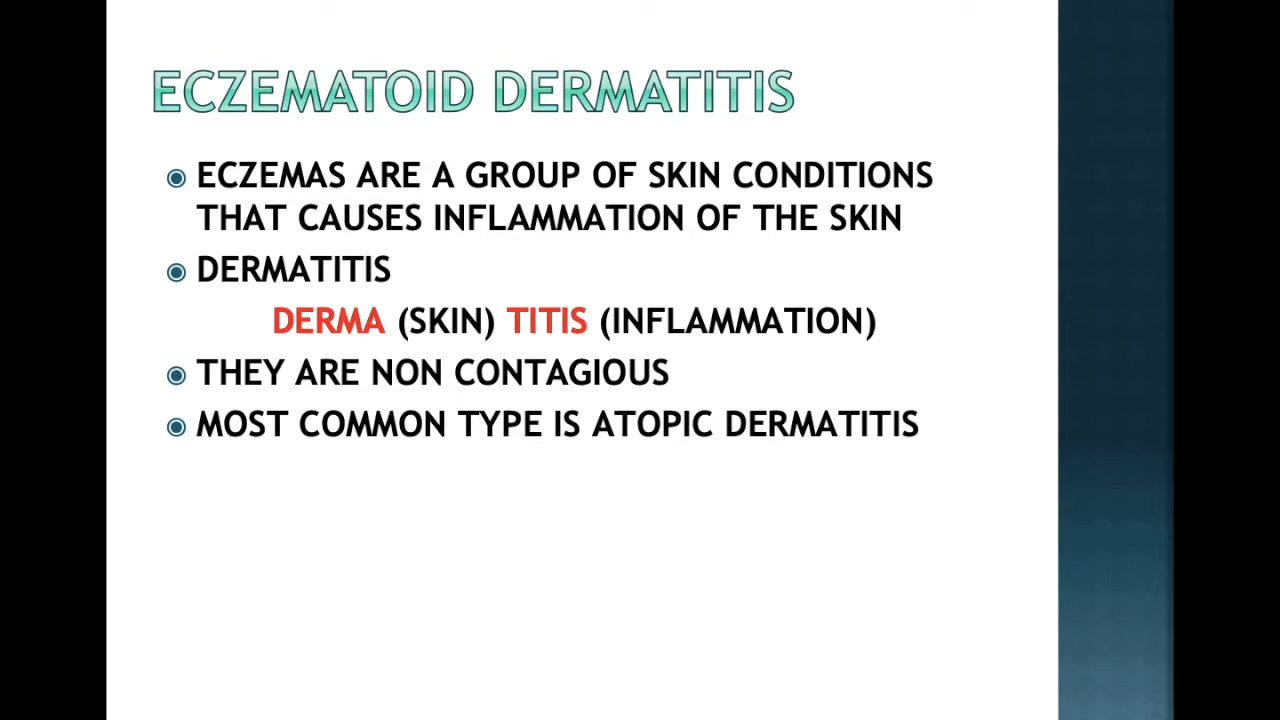 ECZEMATOID DERMATITIS
ECZEMAS ARE A GROUP OF SKIN CONDITIONS
THAT CAUSES INFLAMMATION OF THE SKIN
DERMATITIS
DERMA (SKIN) TITIS (INFLAMMATION)
THEY ARE NON CONTAGIOUS
MOST COMMON TYPE IS ATOPIC DERMATITIS